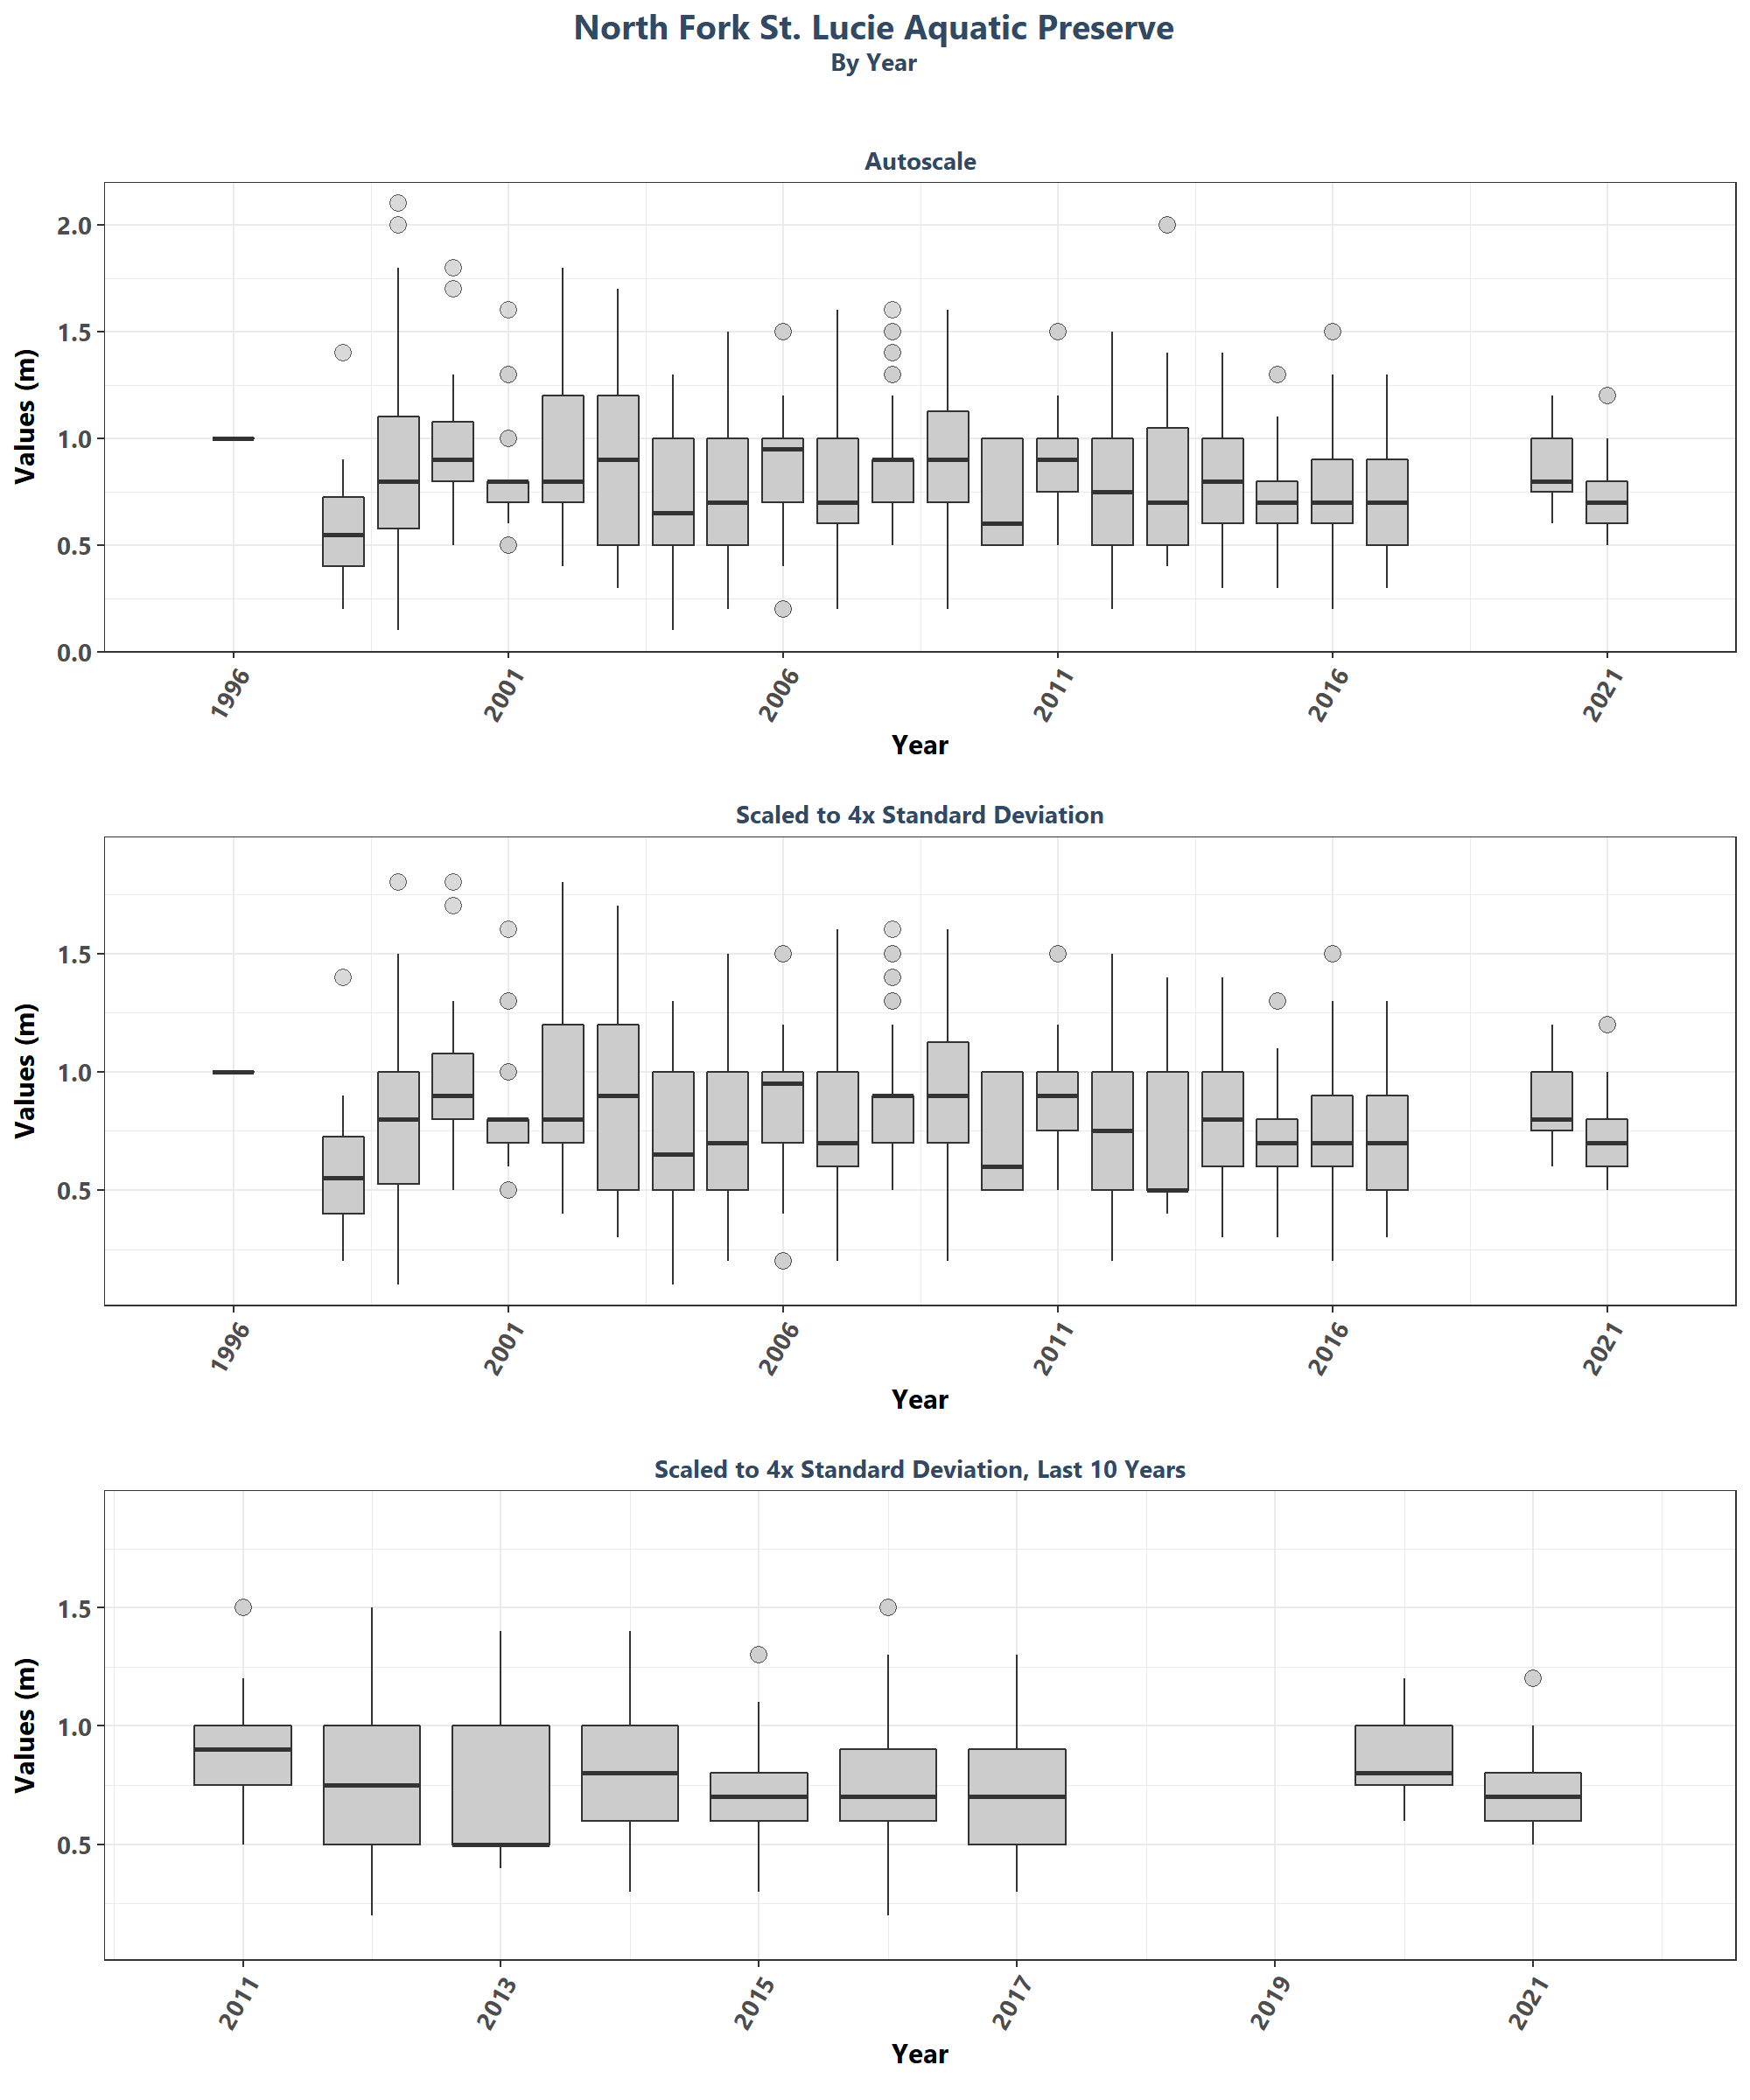 North Fork St. Lucie Aquatic Preserve
By Year
Autoscale
Values (m)
2.0
1.5
1.0
0.5
0.0
1996 2001 2006 2011 2016 2021
Year
Scaled to 4x Standard Deviation
Values (m)
1.5
1.0
0.5
1996 2001 2006 2011 2016 2021
Year
Scaled to 4x Standard Deviation, Last 10 Years
Values (m)
1.5
1.0
0.5
2011 2013 2015 2017 2019 2021
Year